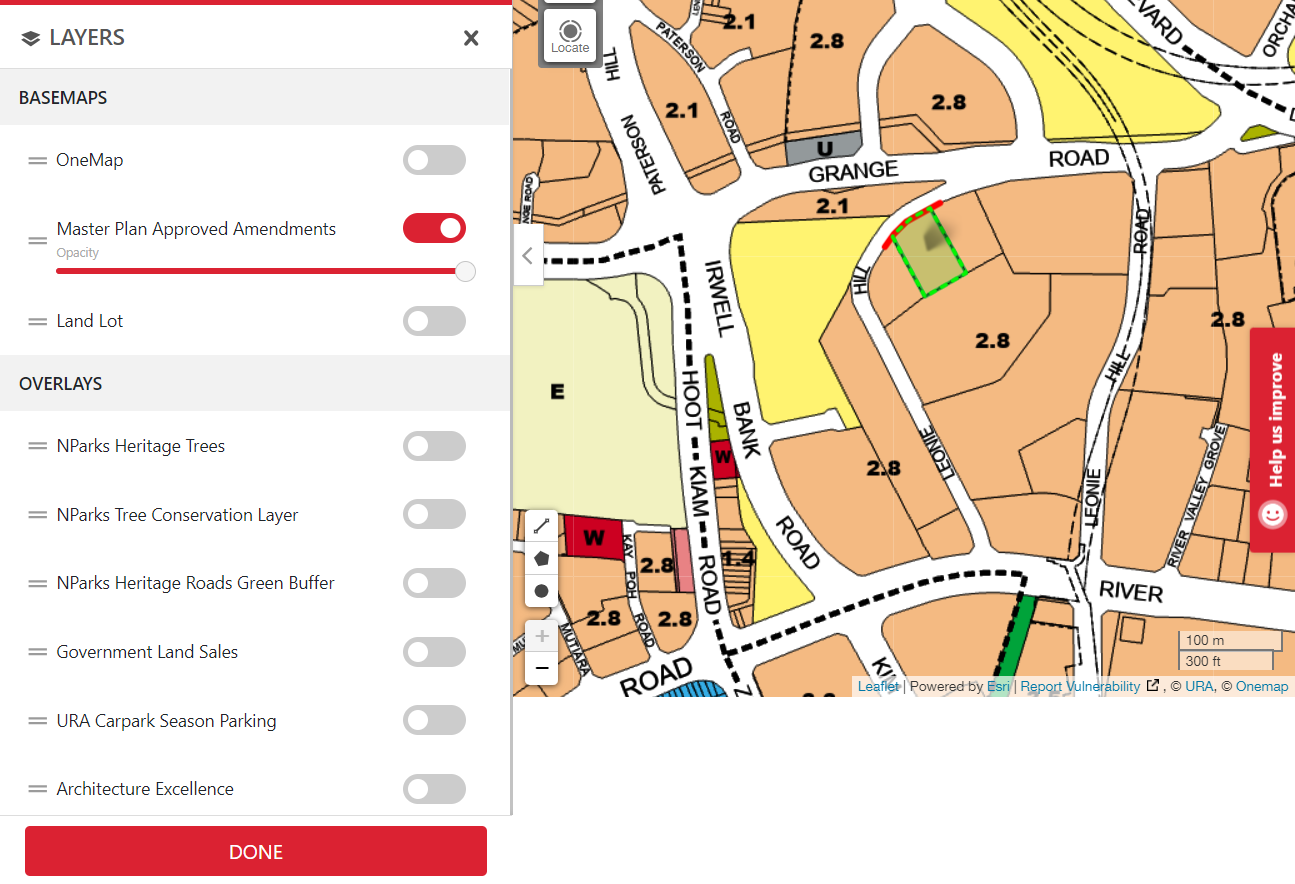 LAYERS
BASEMAPS
OneMap
Master Plan Approved Amendments
Opacity
Land Lot
OVERLAYS
NParks Heritage Trees
NParks Tree Conservation Layer
NParks Heritage Roads Green Buffer
Government Land Sales
URA Carpark Season Parking
Architecture Excellence
DONE
Locate
2.1
2.8
ORCHA
HILL
PATERSON
ROAD
PATERSON
2.1
2.8
U
GRANGE
ROAD
2.1
HILL
ROAD
IRWELL
BANK
ROAD
2.8
2.8
E
HOOT
KIAM
ROAD
W
2.8
LEONIE
HILL
LEONIE
RIVER VALLEY GROVE
W
KAY POH ROAD
2.8
1.4
2.8
2.8
MUTIARA
ROAD
RIVER
Help us improve
+
−
100 m
300 ft
Leaflet | Powered by Esri | Report Vulnerability , © URA, © Onemap